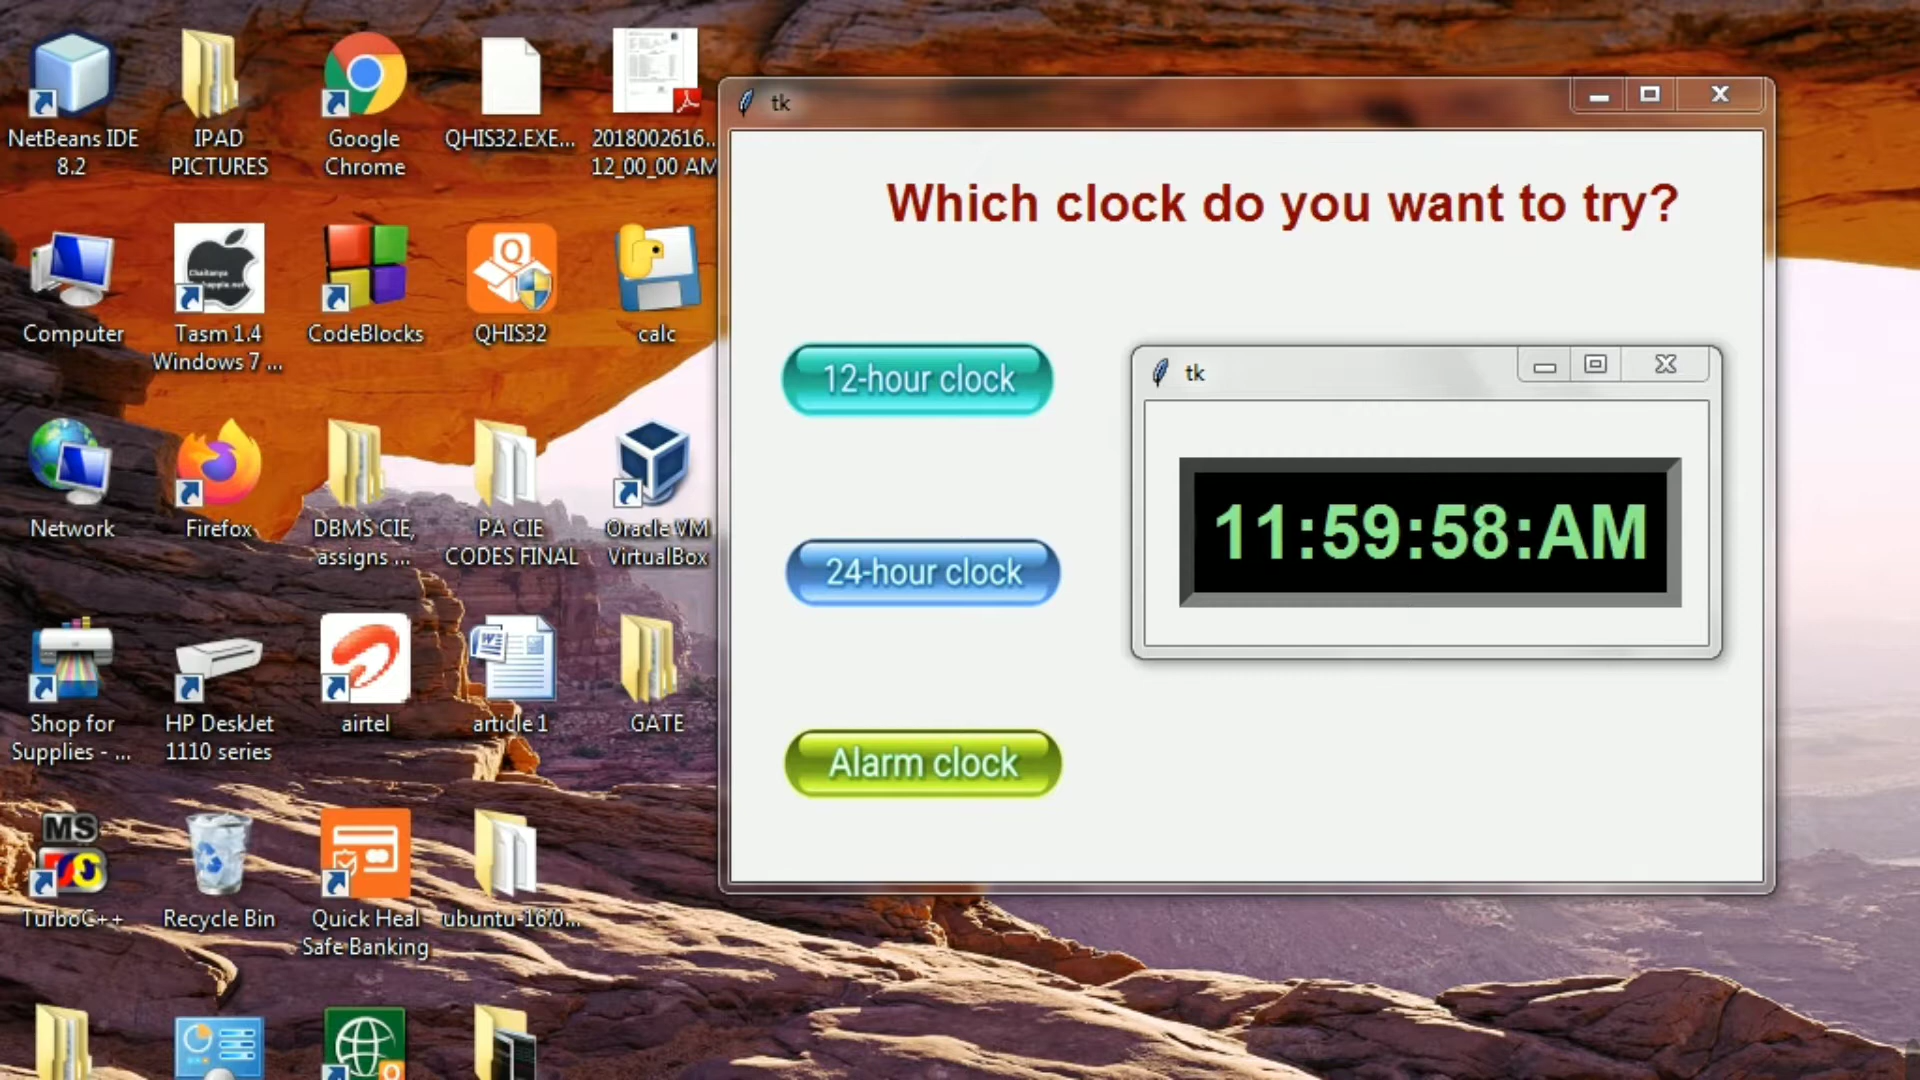 NetBeans IDE
8.2
IPAD
PICTURES
Google
Chrome
QHIS32.EXE...
2018002616...
12_00_00 AM
Computer
Tasm 1.4
Windows 7 ...
CodeBlocks
QHIS32
calc
Network
Firefox
DBMS CIE,
assigns ...
PA CIE
CODES FINAL
Oracle VM
VirtualBox
Shop for
Supplies - ...
HP DeskJet
1110 series
airtel
article 1
GATE
MS
TurboC++
Recycle Bin
Quick Heal
Safe Banking
ubuntu-16.0...
tk
Which clock do you want to try?
12-hour clock
24-hour clock
Alarm clock
tk
11:59:58:AM